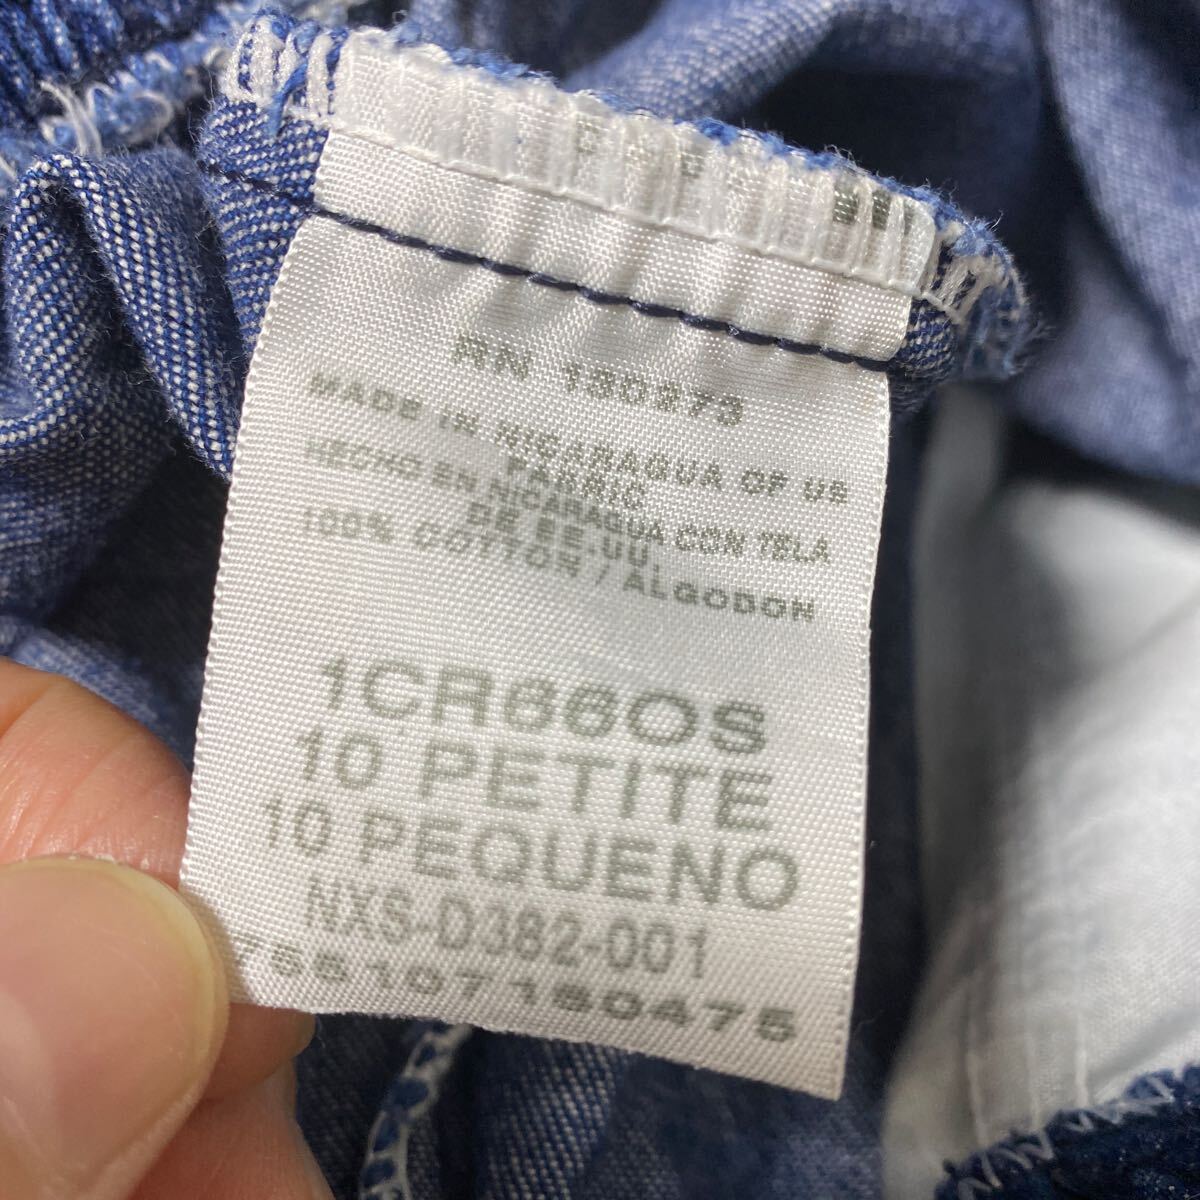 RN 130273
MADE IN NICARAGUA OF US
FABRIC
HECHO EN NICARAGUA CON TELA
DE EE.UU.
100% COTTON / ALGODON
1CR66OS
10 PETITE
10 PEQUENO
NXS-D382-001